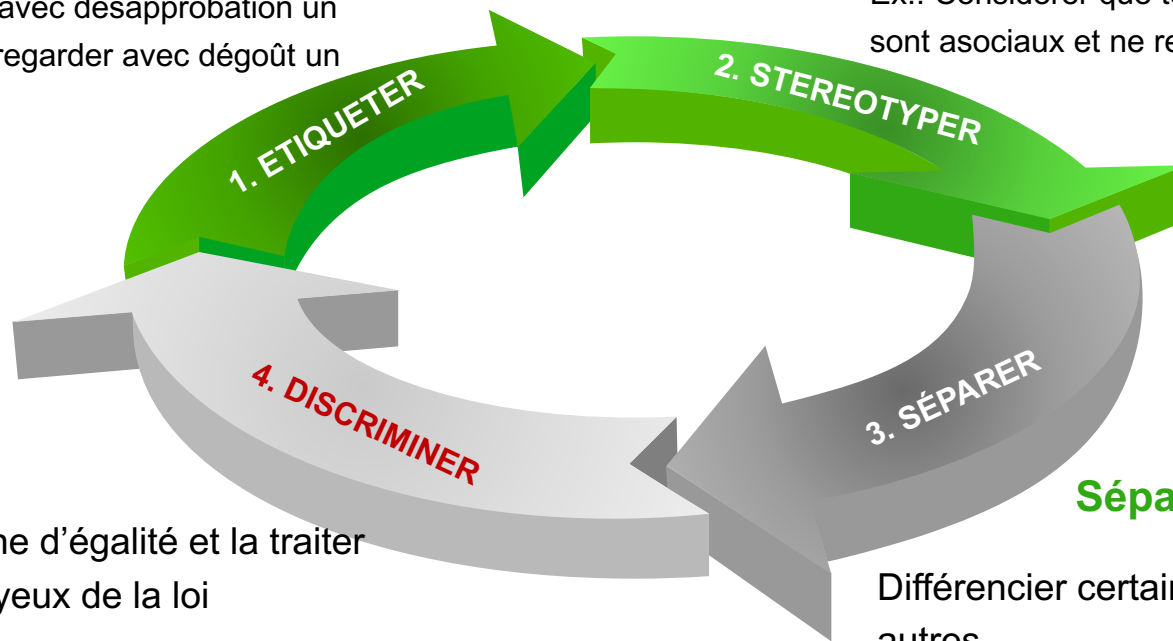 avec désapprobation un
regarder avec dégoût un
sont asociaux et ne re
1. ETIQUETER
2. STEREOTYPER
3. SÉPARER
4. DISCRIMINER
Sépa
ne d’égalité et la traiter
yeux de la loi
Différencier certain